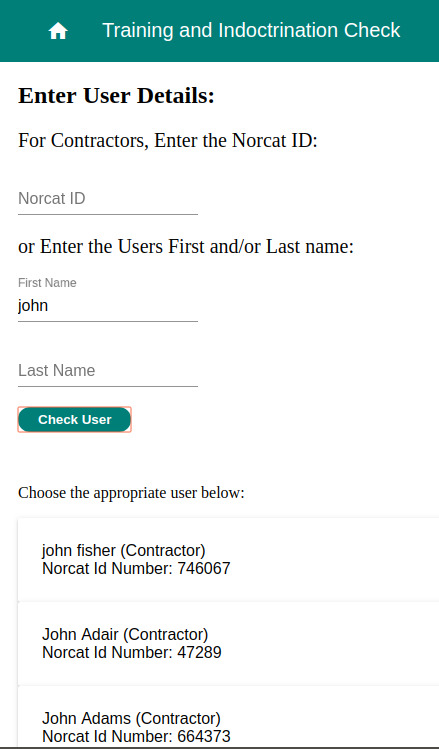 Training and Indoctrination Check
Enter User Details:
For Contractors, Enter the Norcat ID:
Norcat ID
or Enter the Users First and/or Last name:
First Name
john
Last Name
Check User
Choose the appropriate user below:
john fisher (Contractor)
Norcat Id Number: 746067
John Adair (Contractor)
Norcat Id Number: 47289
John Adams (Contractor)
Norcat Id Number: 664373